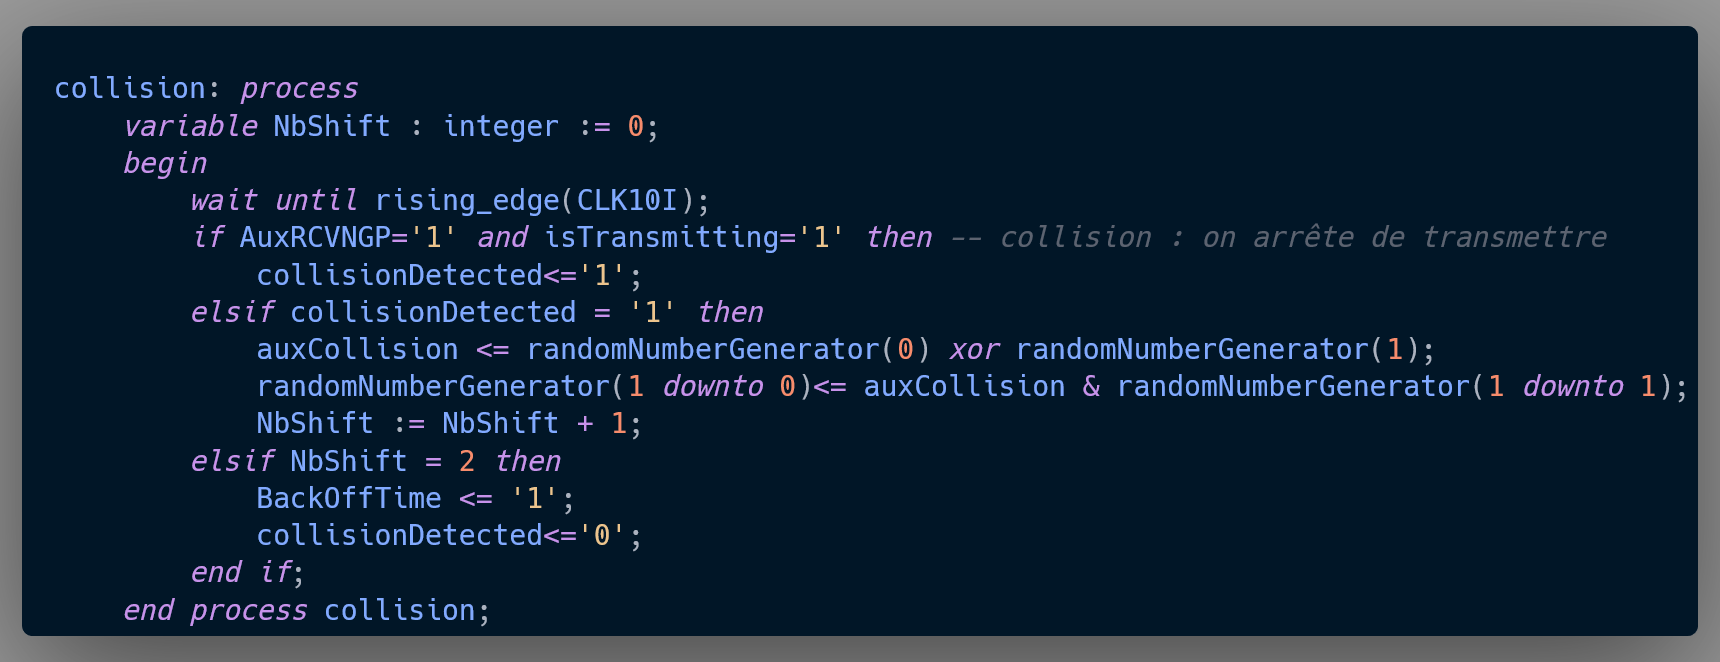 collision: process
    variable NbShift : integer := 0;
    begin
        wait until rising_edge(CLK10I);
        if AuxRCVNGP='1' and isTransmitting='1' then -- collision : on arrête de transmettre
            collisionDetected<='1';
        elsif collisionDetected = '1' then
            auxCollision <= randomNumberGenerator(0) xor randomNumberGenerator(1);
            randomNumberGenerator(1 downto 0)<= auxCollision & randomNumberGenerator(1 downto 1);
            NbShift := NbShift + 1;
        elsif NbShift = 2 then
            BackOffTime <= '1';
            collisionDetected<='0';
        end if;
    end process collision;